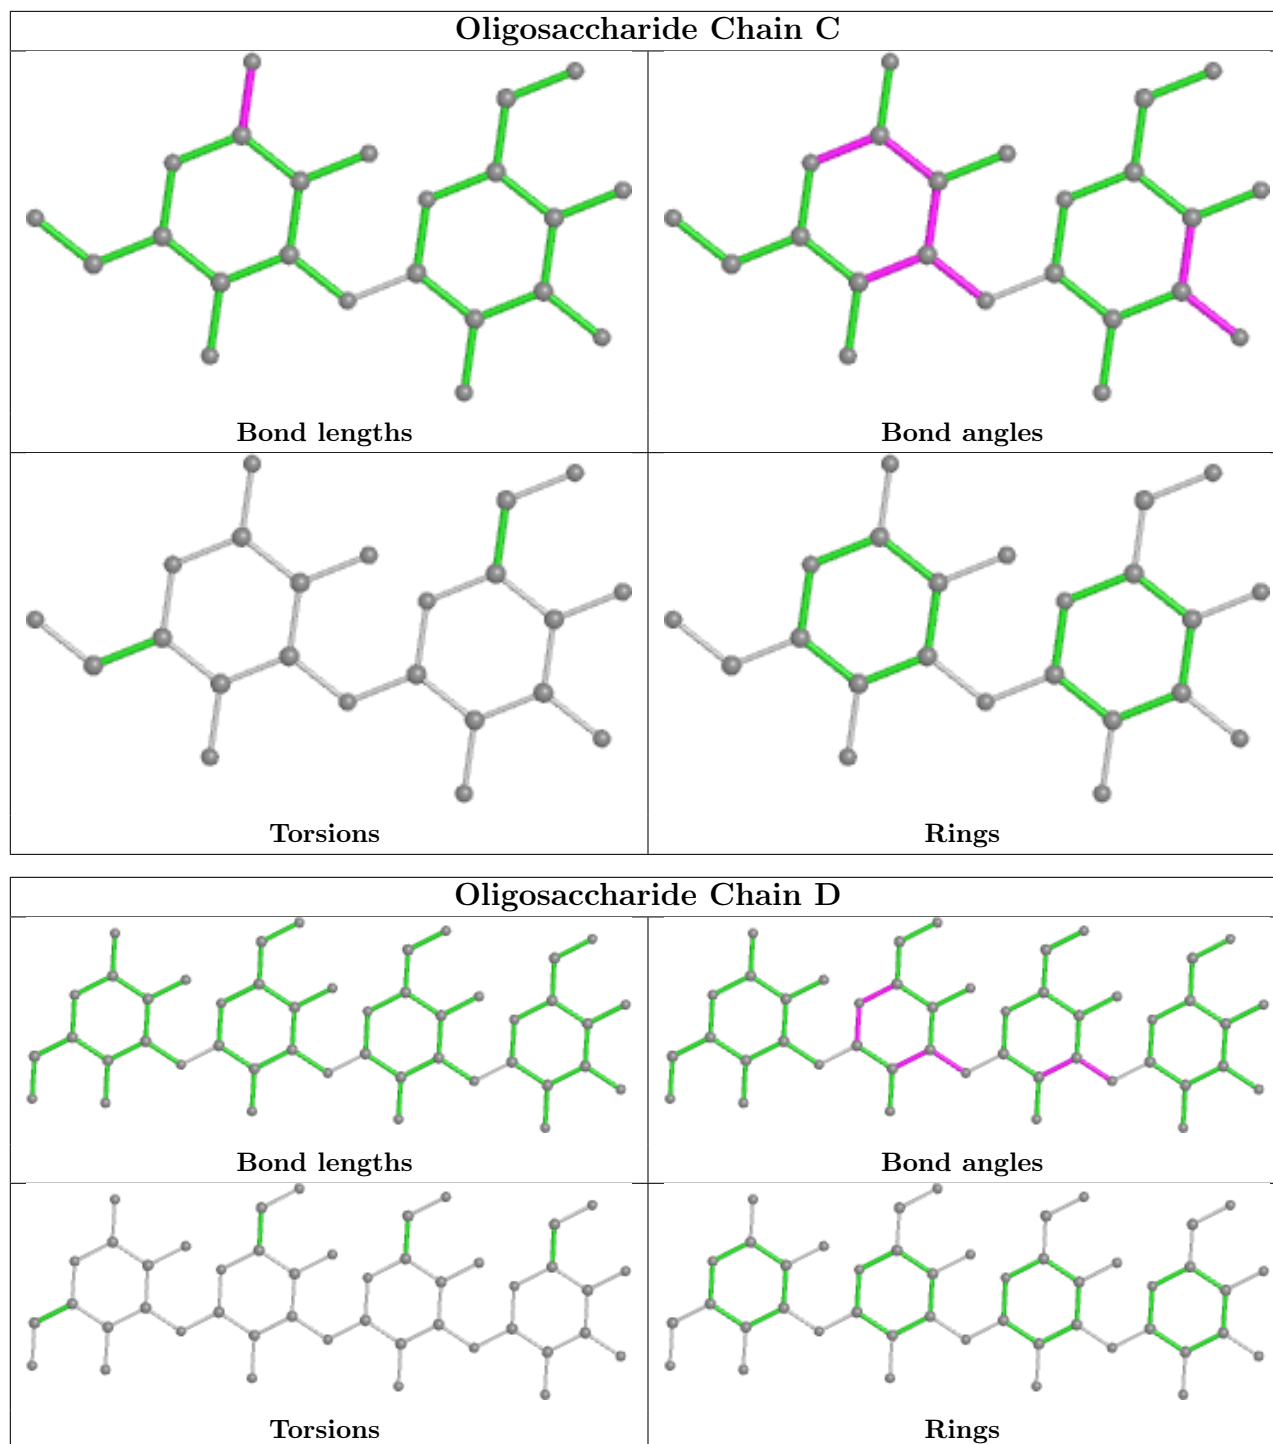 Oligosaccharide Chain C
Bond lengths
Bond angles
Torsions
Rings
Oligosaccharide Chain D
Bond lengths
Bond angles
Torsions
Rings